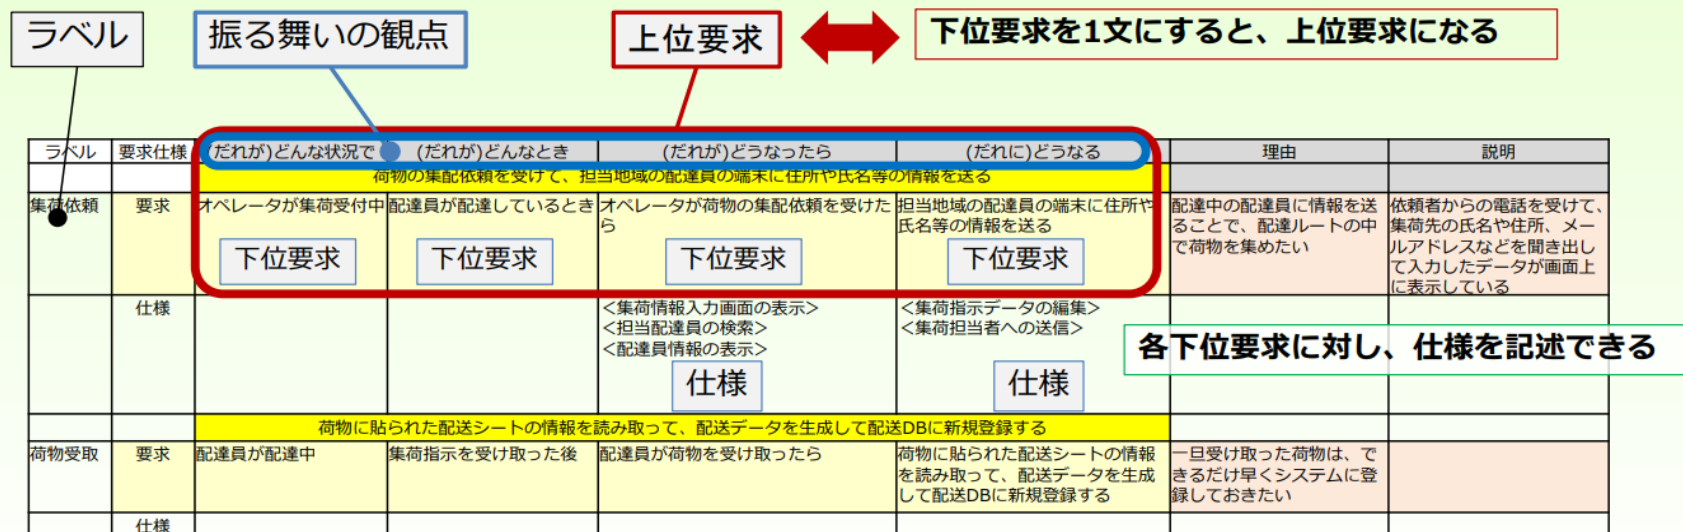 ラベル
振る舞いの観点
上位要求
下位要求を1文にすると、上位要求になる
ラベル
要求仕様
(だれが)どんな状況で
(だれが)どんなとき
(だれが)どうなったら
(だれに)どうなる
理由
説明
荷物の集配依頼を受けて、担当地域の配達員の端末に住所や氏名等の情報を送る
集荷依頼
要求
オペレータが集荷受付中
下位要求
配達員が配達しているとき
下位要求
オペレータが荷物の集配依頼を受けた
ら
下位要求
担当地域の配達員の端末に住所や
氏名等の情報を送る
下位要求
配達中の配達員に情報を送
ることで、配達ルートの中
で荷物を集めたい
依頼者からの電話を受けて、
集荷先の氏名や住所、メー
ルアドレスなどを聞き出し
て入力したデータが画面上
に表示している
仕様
<集荷情報入力画面の表示>
<担当配達員の検索>
<配達員情報の表示>
仕様
<集荷指示データの編集>
<集荷担当者への送信>
仕様
各下位要求に対し、仕様を記述できる
荷物に貼られた配送シートの情報を読み取って、配送データを生成して配送DBに新規登録する
荷物受取
要求
配達員が配達中
集荷指示を受け取った後
配達員が荷物を受け取ったら
荷物に貼られた配送シートの情報
を読み取って、配送データを生成
して配送DBに新規登録する
一旦受け取った荷物は、で
きるだけ早くシステムに登
録しておきたい
仕様